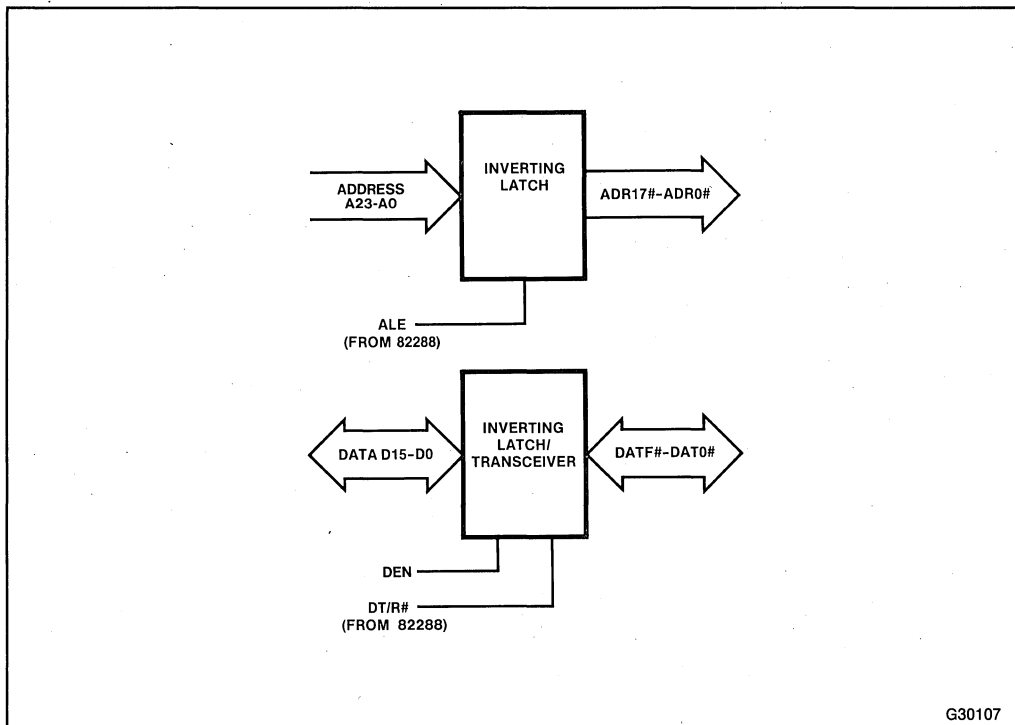 INVERTING
LATCH
ADDRESS
A23-A0
ADR17#-ADR0#
ALE
(FROM 82288)
INVERTING
LATCH/
TRANSCEIVER
DATA D15-D0
DATF#-DAT0#
DEN
DT/R#
(FROM 82288)
G30107